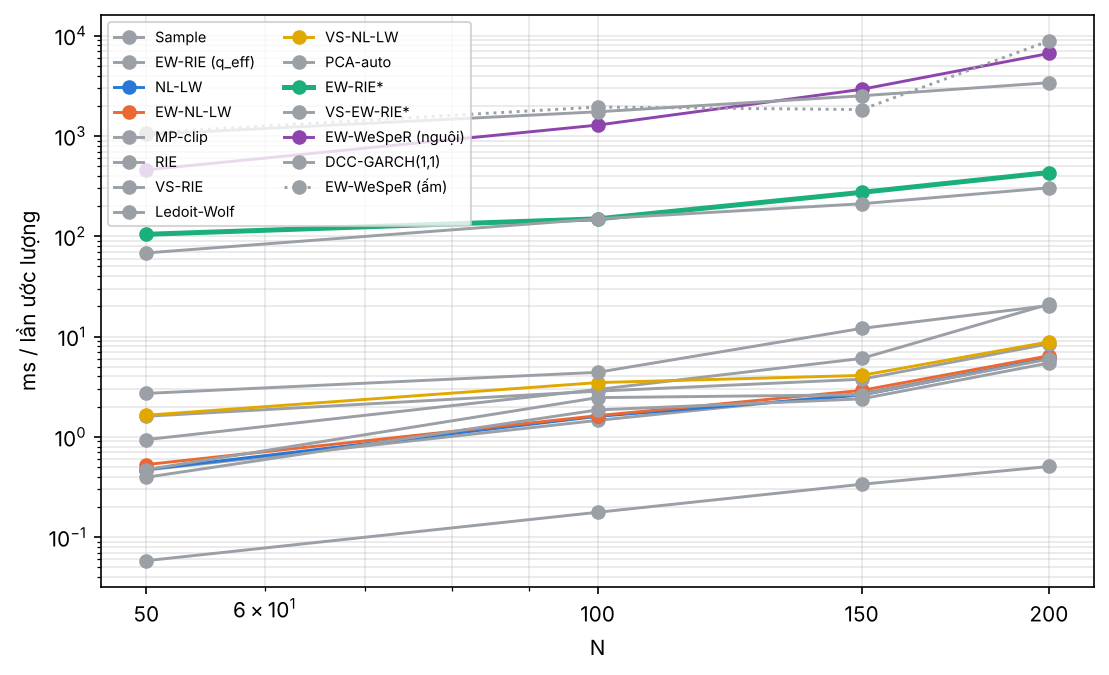 10⁴
10³
10²
10¹
10⁰
10⁻¹
ms / lần ước lượng
Sample
EW-RIE (q_eff)
NL-LW
EW-NL-LW
MP-clip
RIE
VS-RIE
Ledoit-Wolf
VS-NL-LW
PCA-auto
EW-RIE*
VS-EW-RIE*
EW-WeSpeR (nguội)
DCC-GARCH(1,1)
EW-WeSpeR (ấm)
50
6 × 10¹
100
150
200
N